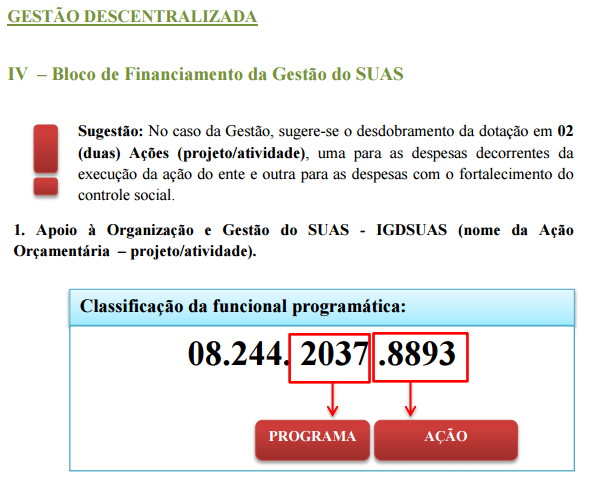 GESTÃO DESCENTRALIZADA
IV – Bloco de Financiamento da Gestão do SUAS
Sugestão: No caso da Gestão, sugere-se o desdobramento da dotação em 02
(duas) Ações (projeto/atividade), uma para as despesas decorrentes da
execução da ação do ente e outra para as despesas com o fortalecimento do
controle social.
1. Apoio à Organização e Gestão do SUAS - IGDSUAS (nome da Ação
Orçamentária – projeto/atividade).
Classificação da funcional programática:
08.244. 2037 .8893
PROGRAMA AÇÃO